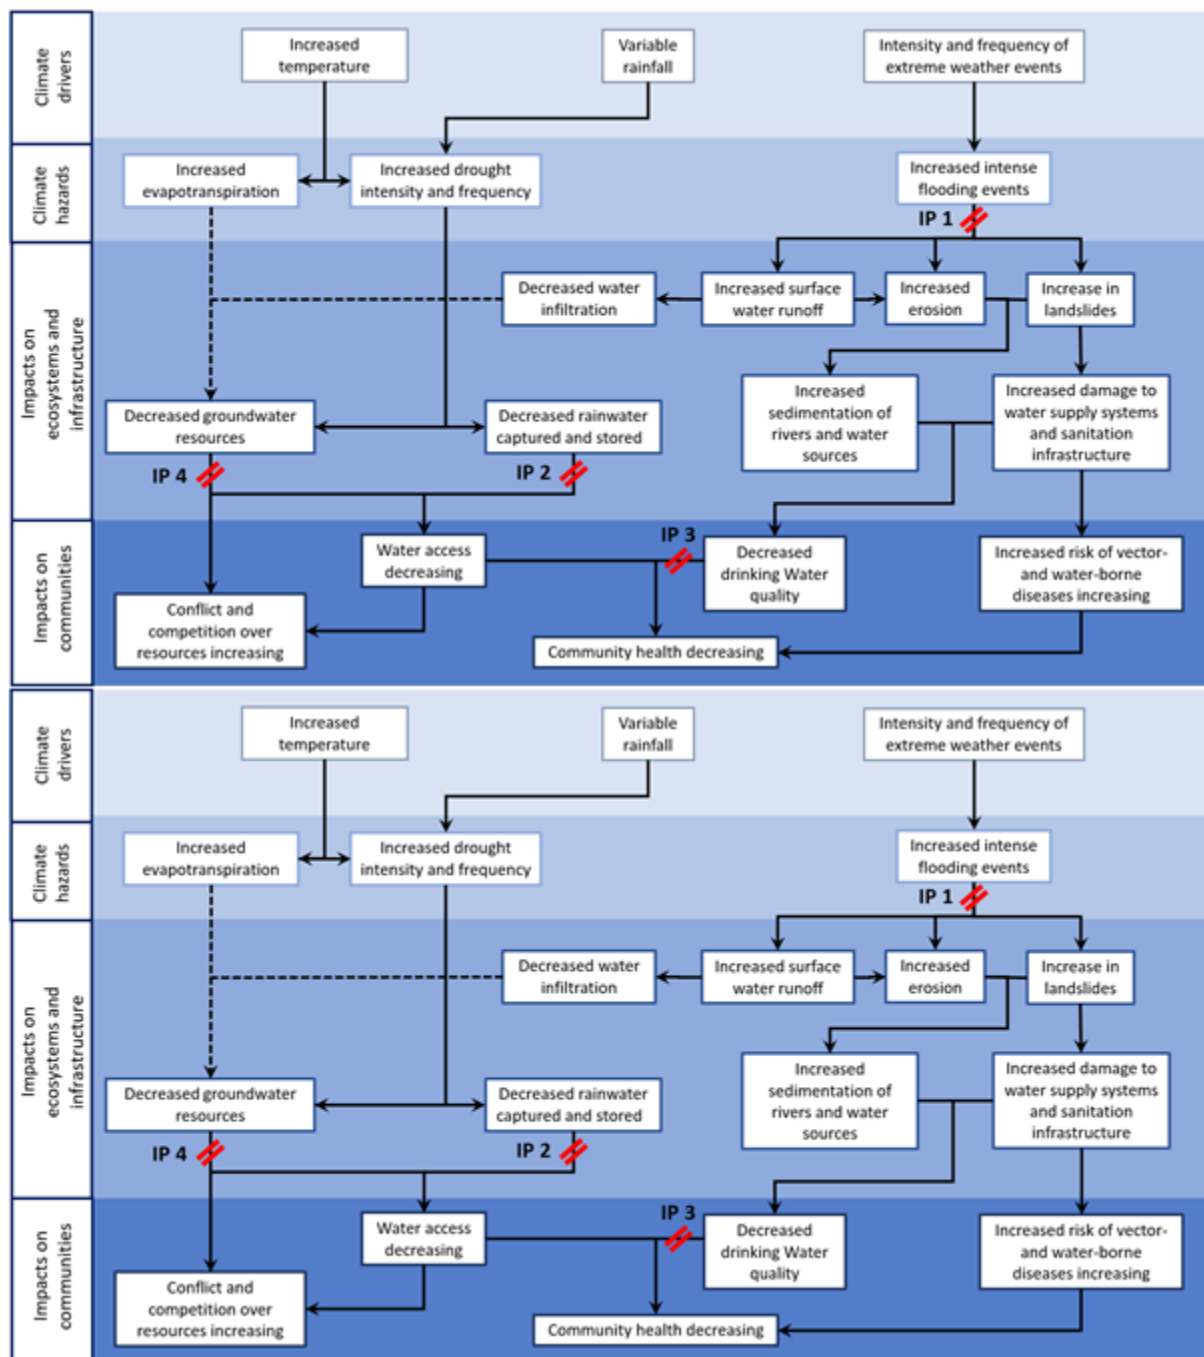 Climate
drivers
Increased
temperature
Variable
rainfall
Intensity and frequency of
extreme weather events
Climate
hazards
Increased
evapotranspiration
Increased drought
intensity and frequency
Increased intense
flooding events
IP 1
Impacts on
ecosystems and
infrastructure
Decreased water
infiltration
Increased surface
water runoff
Increased
erosion
Increase in
landslides
Increased
sedimentation of
rivers and water
sources
Increased damage to
water supply systems
and sanitation
infrastructure
Decreased groundwater
resources
Decreased rainwater
captured and stored
IP 4
IP 2
Impacts on
communities
Water access
decreasing
IP 3
Decreased
drinking Water
quality
Increased risk of vector-
and water-borne
diseases increasing
Conflict and
competition over
resources increasing
Community health decreasing
Climate
drivers
Increased
temperature
Variable
rainfall
Intensity and frequency of
extreme weather events
Climate
hazards
Increased
evapotranspiration
Increased drought
intensity and frequency
Increased intense
flooding events
IP 1
Impacts on
ecosystems and
infrastructure
Decreased water
infiltration
Increased surface
water runoff
Increased
erosion
Increase in
landslides
Increased
sedimentation of
rivers and water
sources
Increased damage to
water supply systems
and sanitation
infrastructure
Decreased groundwater
resources
Decreased rainwater
captured and stored
IP 4
IP 2
Impacts on
communities
Water access
decreasing
IP 3
Decreased
drinking Water
quality
Increased risk of vector-
and water-borne
diseases increasing
Conflict and
competition over
resources increasing
Community health decreasing